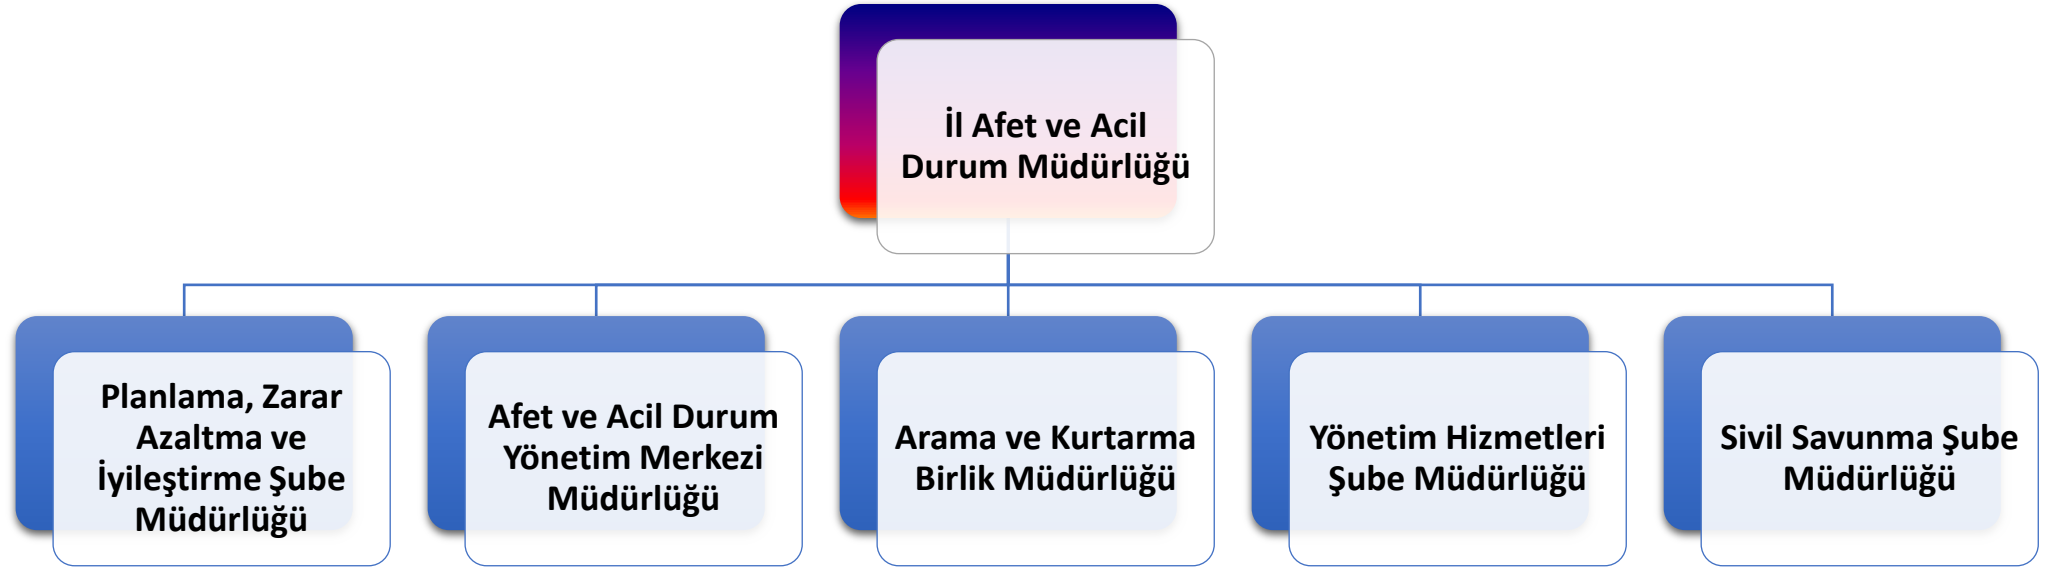 İl Afet ve Acil
Durum Müdürlüğü
Planlama, Zarar
Azaltma ve
İyileştirme Şube
Müdürlüğü
Afet ve Acil Durum
Yönetim Merkezi
Müdürlüğü
Arama ve Kurtarma
Birlik Müdürlüğü
Yönetim Hizmetleri
Şube Müdürlüğü
Sivil Savunma Şube
Müdürlüğü